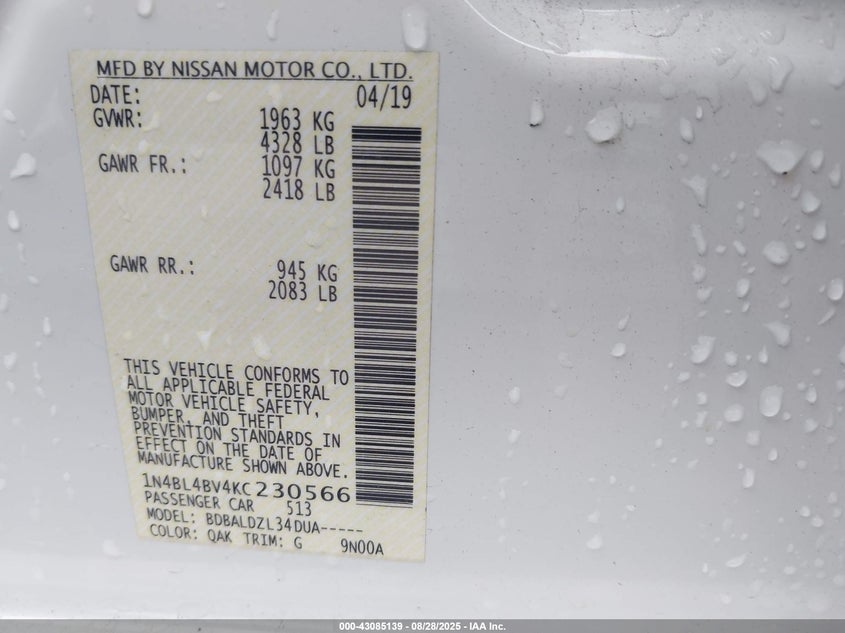 MFD BY NISSAN MOTOR CO., LTD.
DATE: 04/19
GVWR: 1963 KG
4328 LB
GAWR FR.: 1097 KG
2418 LB
GAWR RR.: 945 KG
2083 LB
THIS VEHICLE CONFORMS TO
ALL APPLICABLE FEDERAL
MOTOR VEHICLE SAFETY,
BUMPER, AND THEFT
PREVENTION STANDARDS IN
EFFECT ON THE DATE OF
MANUFACTURE SHOWN ABOVE.
1N4BL4BV4KC230566
PASSENGER CAR 513
MODEL: BDBALDZL34DUA-----
COLOR: QAK TRIM: G 9N00A
000-43085139 - 08/28/2025 - IAA Inc.